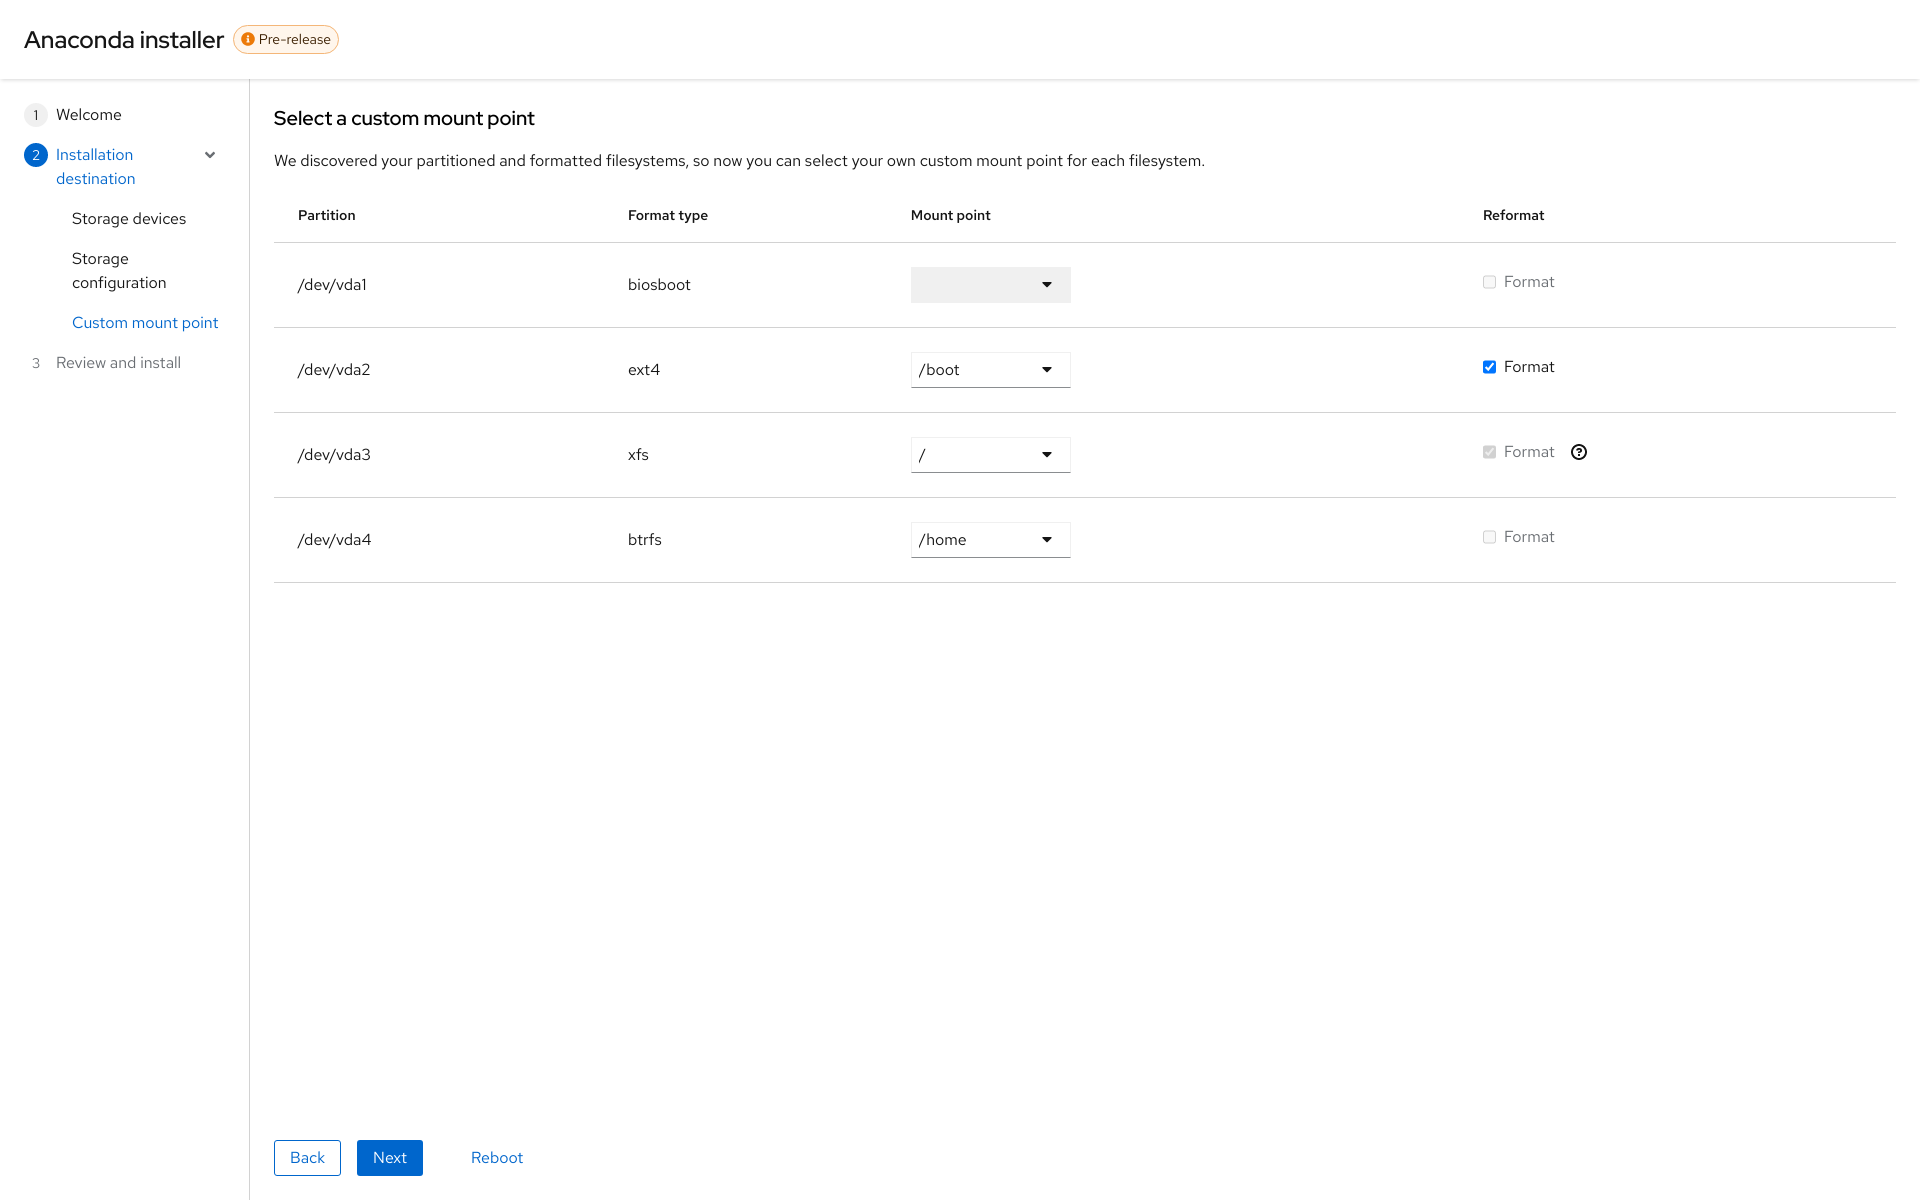 Anaconda installer Pre-release
1 Welcome
2 Installation
destination
Storage devices
Storage
configuration
Custom mount point
3 Review and install
Select a custom mount point
We discovered your partitioned and formatted filesystems, so now you can select your own custom mount point for each filesystem.
Partition Format type Mount point Reformat
/dev/vda1 biosboot Format
/dev/vda2 ext4 /boot Format
/dev/vda3 xfs / Format
/dev/vda4 btrfs /home Format
Back Next Reboot